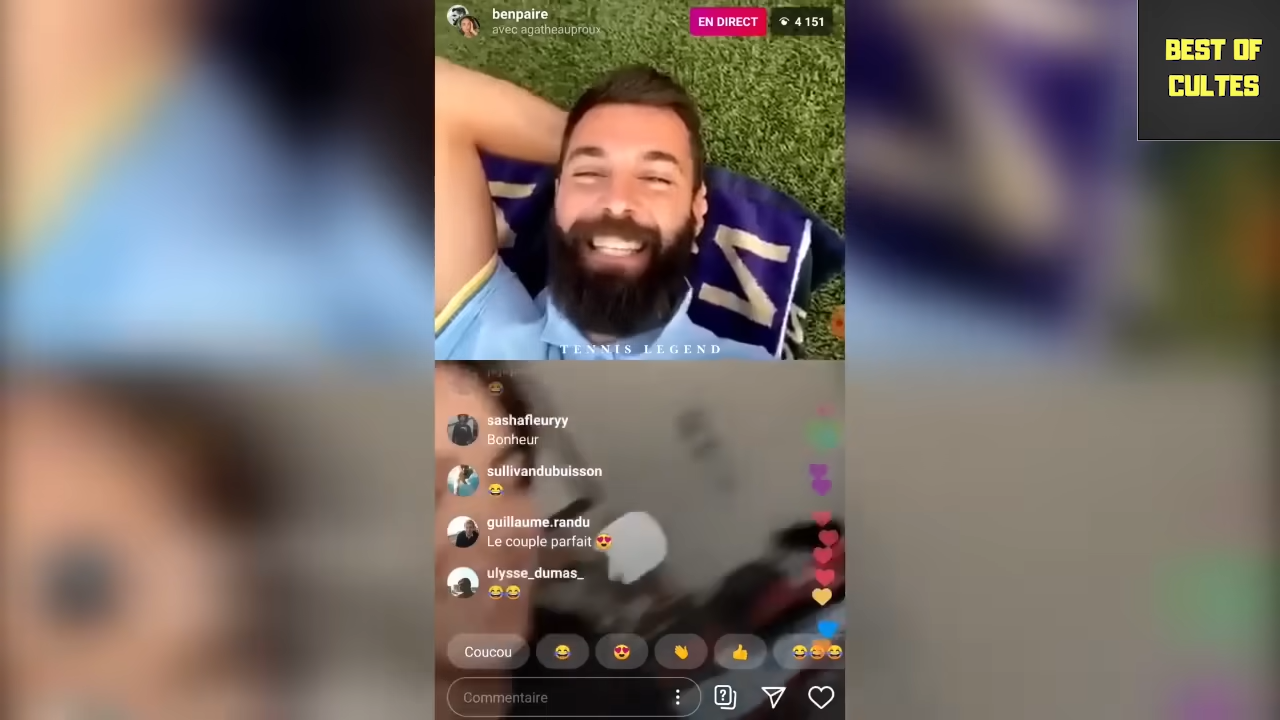 benpaire
avec agatheauproux
EN DIRECT
4 151
BEST OF
CULTES
TENNIS LEGEND
sashafleuryy
Bonheur
sullivandubuisson
😂
guillaume.randu
Le couple parfait 😍
ulysse_dumas_
😂😂
Coucou
Commentaire